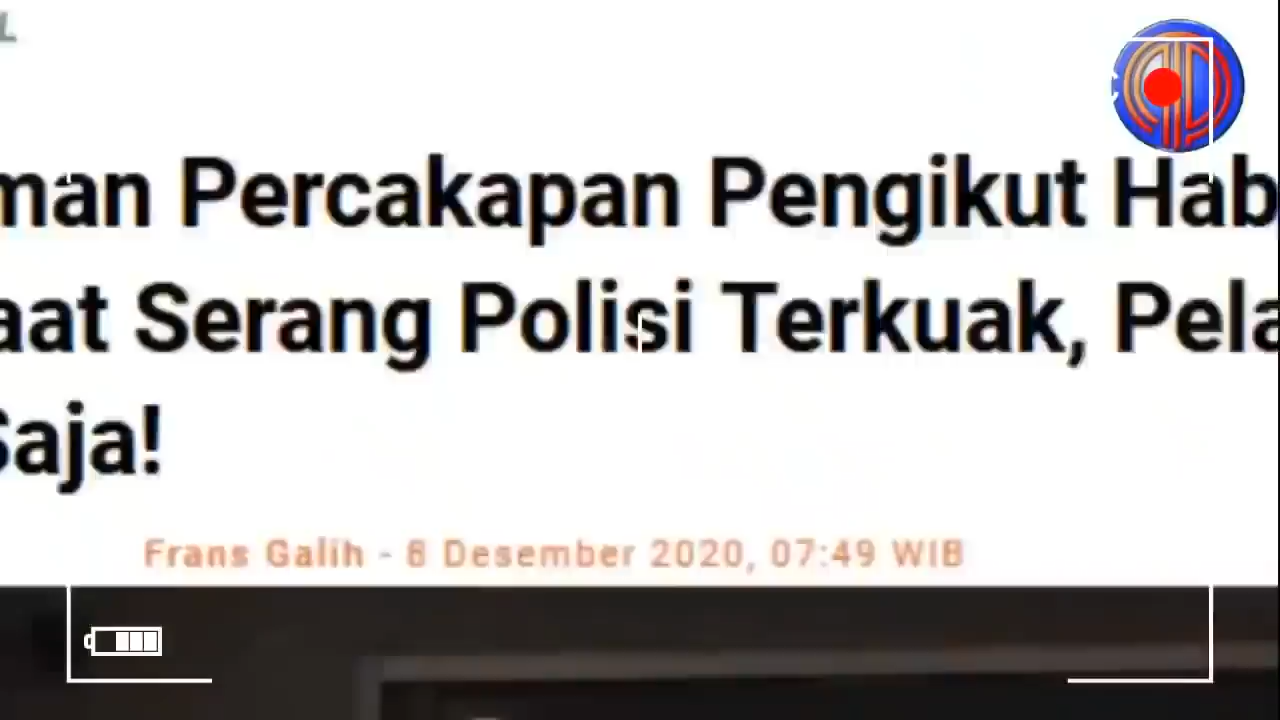 L
man Percakapan Pengikut Hab
aat Serang Polisi Terkuak, Pela
Saja!
Frans Galih - 8 Desember 2020, 07:49 WIB